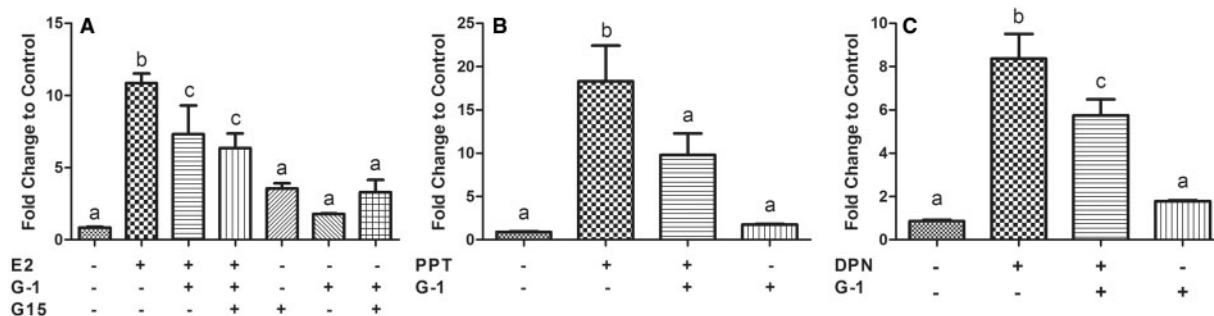 A
Fold Change to Control
15
10
5
0
a
b
c
c
a
a
a
E2 - + + + - - -
G-1 - - + + - + +
G15 - - - + + - +
B
Fold Change to Control
25
20
15
10
5
0
a
b
a
a
PPT - + + -
G-1 - - + +
C
Fold Change to Control
10
8
6
4
2
0
a
b
c
a
DPN - + + -
G-1 - - + +